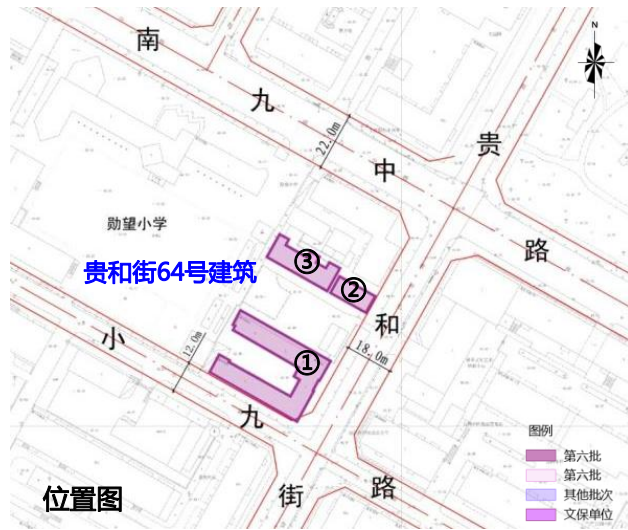 南九中路
N
22.0m
贵和街
勋望小学
贵和街64号建筑
③
②
①
12.0m
18.0m
小九路
图例
第六批
第六批
其他批次
文保单位
位置图